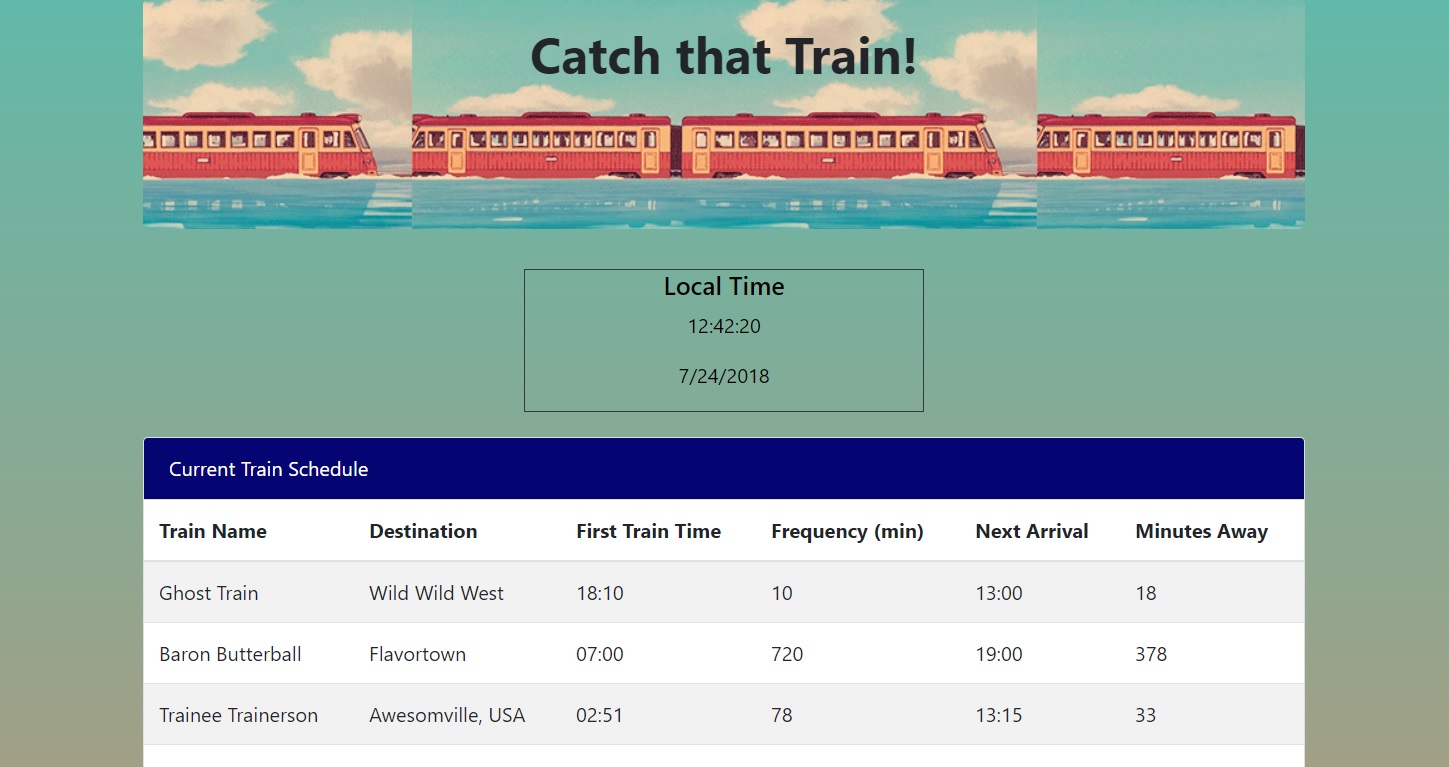 Catch that Train!
Local Time
12:42:20
7/24/2018
Current Train Schedule
Train Name Destination First Train Time Frequency (min) Next Arrival Minutes Away
Ghost Train Wild Wild West 18:10 10 13:00 18
Baron Butterball Flavortown 07:00 720 19:00 378
Trainee Trainerson Awesomville, USA 02:51 78 13:15 33